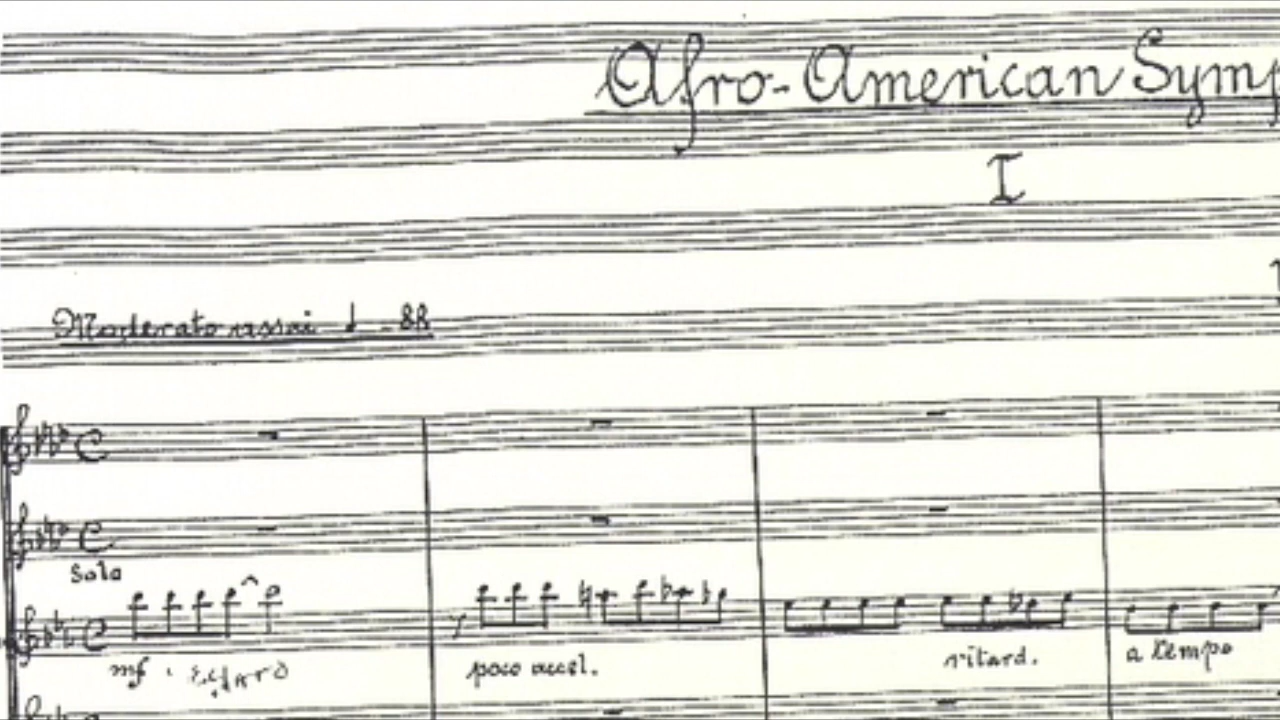 Afro-American Symp
I
Moderato assai ♩ = 88
Solo
mf
poco accel.
ritard.
a tempo